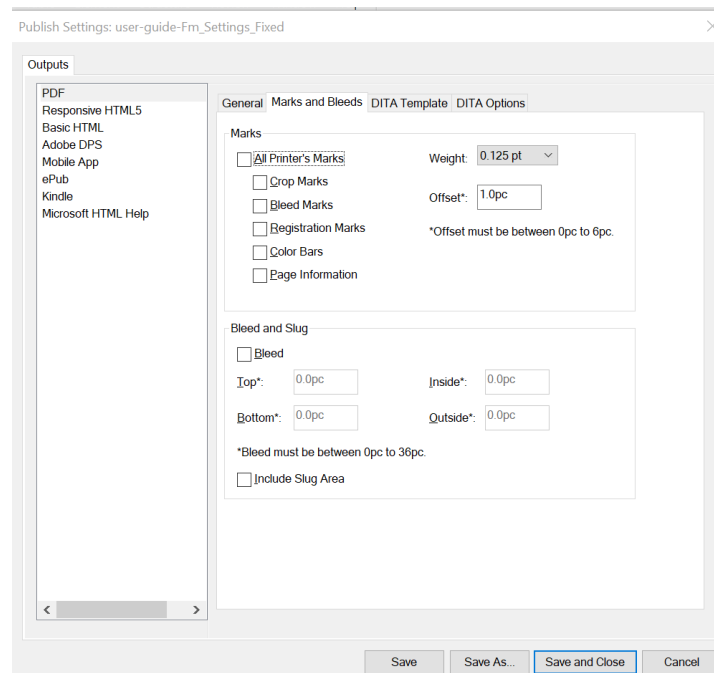 Publish Settings: user-guide-Fm_Settings_Fixed
Outputs
PDF
Responsive HTML5
Basic HTML
Adobe DPS
Mobile App
ePub
Kindle
Microsoft HTML Help
General Marks and Bleeds DITA Template DITA Options
Marks
All Printer's Marks
Crop Marks
Bleed Marks
Registration Marks
Color Bars
Page Information
Weight: 0.125 pt
Offset*: 1.0pc
*Offset must be between 0pc to 6pc.
Bleed and Slug
Bleed
Top*: 0.0pc Inside*: 0.0pc
Bottom*: 0.0pc Outside*: 0.0pc
*Bleed must be between 0pc to 36pc.
Include Slug Area
Save Save As... Save and Close Cancel